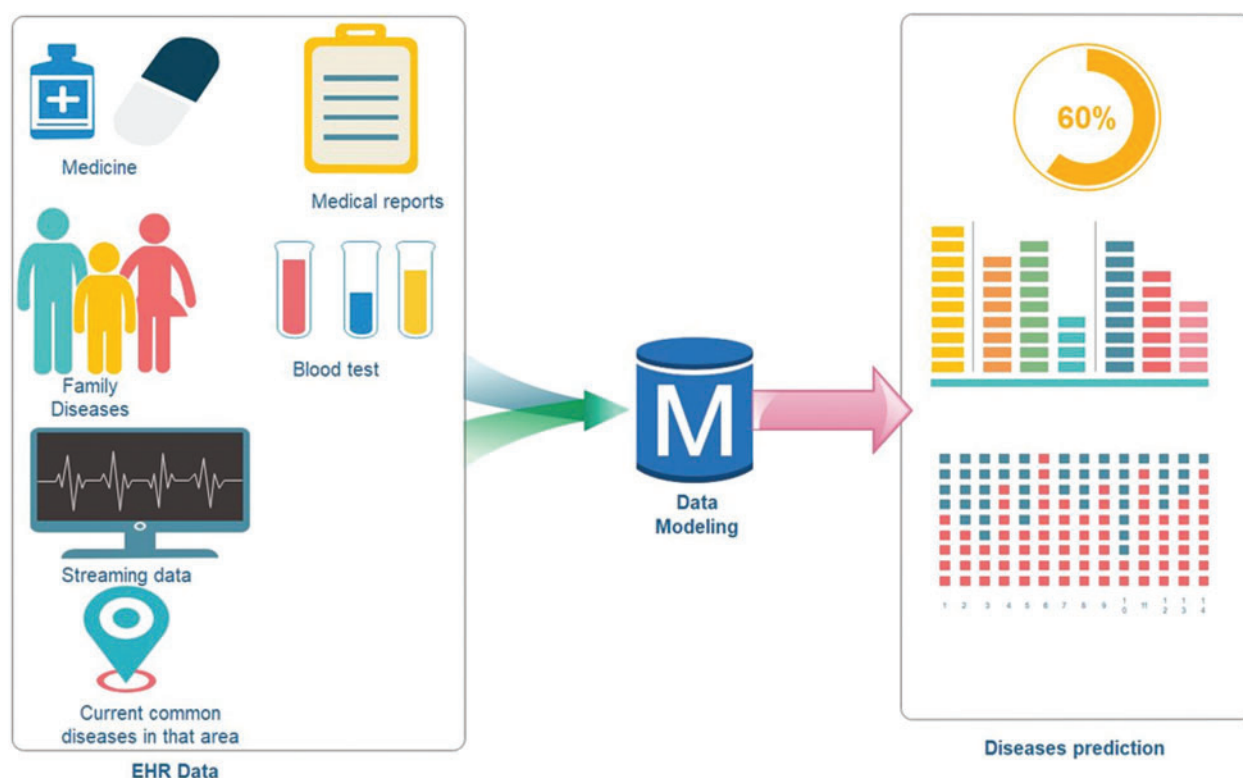 Medicine
Medical reports
Family
Diseases
Blood test
Streaming data
Current common
diseases in that area
EHR Data
M
Data
Modeling
60%
1 2 3 4 5 6 7 8 9 10 11 12 13 14
Diseases prediction